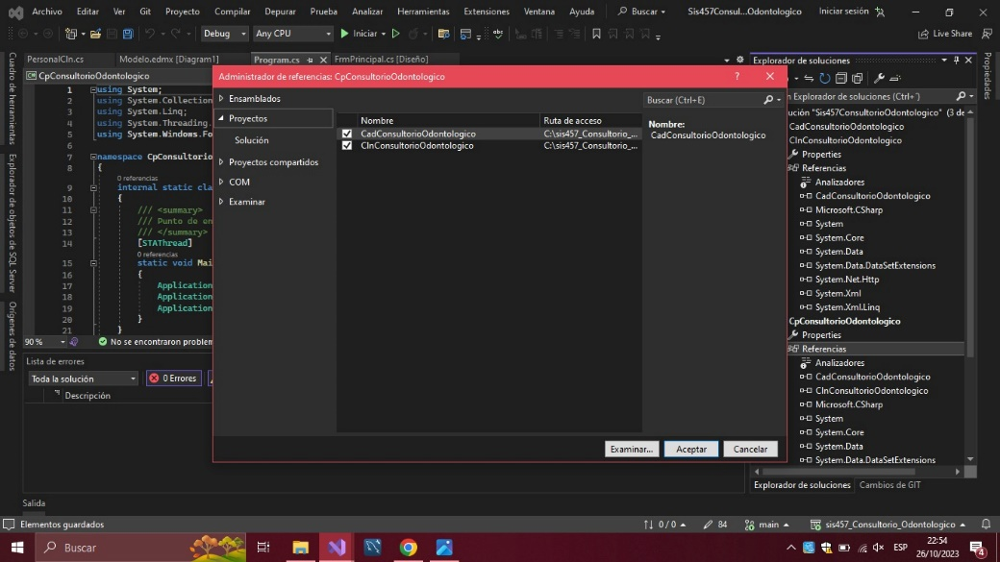 Archivo Editar Ver Git Proyecto Compilar Depurar Prueba Analizar Herramientas Extensiones Ventana Ayuda Buscar Sis457Consul...Odontologico Iniciar sesión
Debug Any CPU Iniciar Live Share
PersonalCln.cs Modelo.edmx [Diagram1] Program.cs FrmPrincipal.cs [Diseño]
CpConsultorioOdontologico
Cuadro de herramientas
Explorador de objetos de SQL Server
Orígenes de datos
1 using System;
2 using System.Collection
3 using System.Linq;
4 using System.Threading.
5 using System.Windows.Fo
6
7 namespace CpConsultorio
8 {
0 referencias
9 internal static cla
10 {
11 /// <summary>
12 /// Punto de en
13 /// </summary>
14 [STAThread]
0 referencias
15 static void Mai
16 {
17 Application
18 Application
19 Application
20 }
21 }
90 % No se encontraron problem
Lista de errores
Toda la solución 0 Errores
Descripción
Salida
Administrador de referencias: CpConsultorioOdontologico ?
Ensamblados
Proyectos
Solución
Proyectos compartidos
COM
Examinar
Buscar (Ctrl+E)
Nombre Ruta de acceso
CadConsultorioOdontologico C:\sis457_Consultorio_...
ClnConsultorioOdontologico C:\sis457_Consultorio_...
Nombre:
CadConsultorioOdontologico
Examinar... Aceptar Cancelar
Explorador de soluciones
n Explorador de soluciones (Ctrl+¨)
ución "Sis457ConsultorioOdontologico" (3 de
CadConsultorioOdontologico
ClnConsultorioOdontologico
Properties
Referencias
Analizadores
CadConsultorioOdontologico
Microsoft.CSharp
System
System.Core
System.Data
System.Data.DataSetExtensions
System.Net.Http
System.Xml
System.Xml.Linq
CpConsultorioOdontologico
Properties
Referencias
Analizadores
CadConsultorioOdontologico
ClnConsultorioOdontologico
Microsoft.CSharp
System
System.Core
System.Data
System.Data.DataSetExtensions
Explorador de soluciones Cambios de GIT
Propiedades
Elementos guardados 0 / 0 84 main sis457_Consultorio_Odontologico
Buscar ESP 22:54
26/10/2023 4